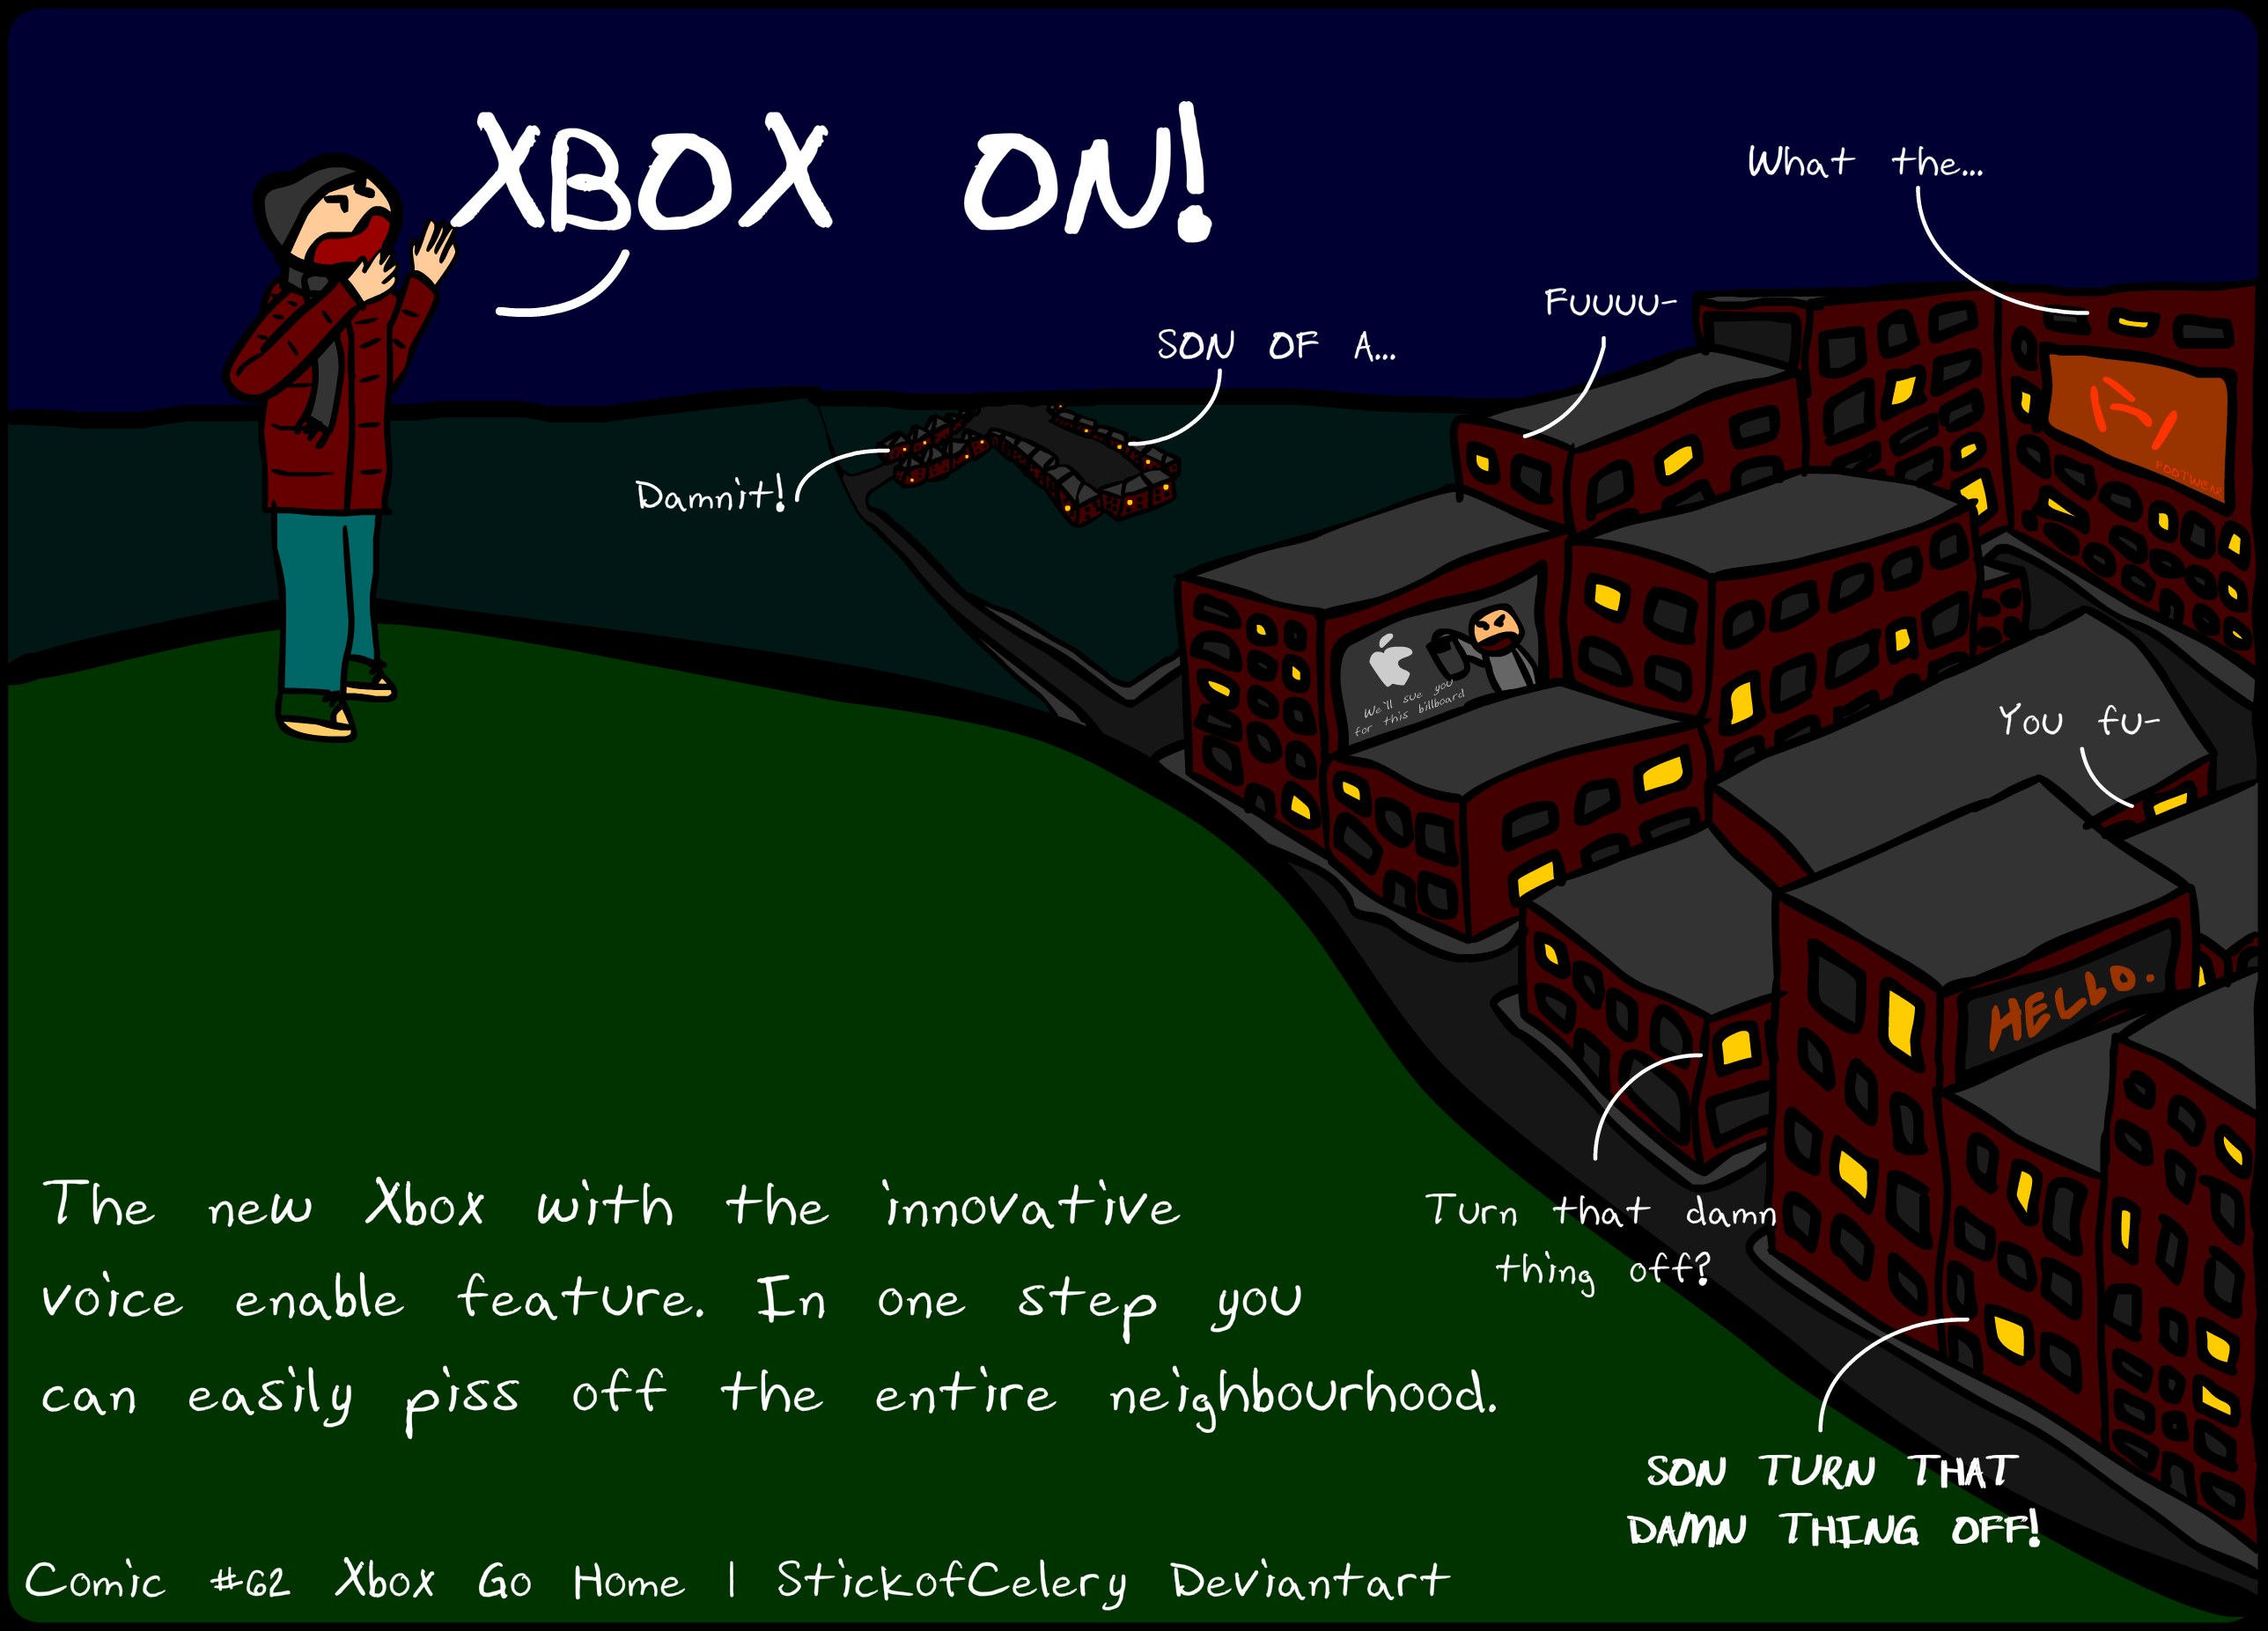 XBOX ON!
What the...
FUUUU-
SON OF A...
Damnit!
FOOTWEAR
We'll sue you
for this billboard
You fu-
HELLO.
The new Xbox with the innovative
voice enable feature. In one step you
can easily piss off the entire neighbourhood.
Turn that damn
thing off?
SON TURN THAT
DAMN THING OFF!
Comic #62 Xbox Go Home | StickofCelery Deviantart